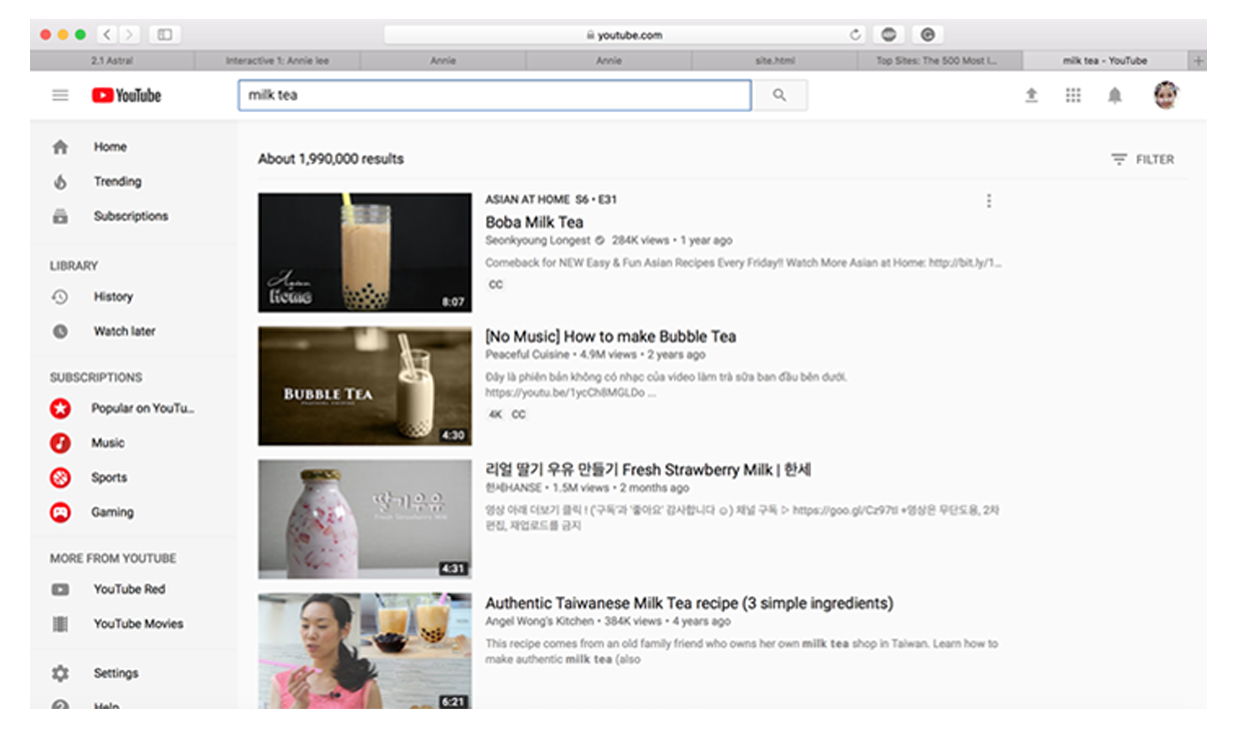 youtube.com
2.1 Astral
Interactive 1: Annie lee
Annie
Annie
site.html
Top Sites: The 500 Most I...
milk tea - YouTube
YouTube
milk tea
Home
Trending
Subscriptions
LIBRARY
History
Watch later
SUBSCRIPTIONS
Popular on YouTu...
Music
Sports
Gaming
MORE FROM YOUTUBE
YouTube Red
YouTube Movies
Settings
Help
About 1,990,000 results
FILTER
Asian
Home
8:07
ASIAN AT HOME S6 • E31
Boba Milk Tea
Seonkyoung Longest 284K views • 1 year ago
Comeback for NEW Easy & Fun Asian Recipes Every Friday!! Watch More Asian at Home: http://bit.ly/1...
CC
BUBBLE TEA
PEACEFUL CUISINE
4:30
[No Music] How to make Bubble Tea
Peaceful Cuisine • 4.9M views • 2 years ago
Đây là phiên bản không có nhạc của video làm trà sữa ban đầu bên dưới.
https://youtu.be/1ycCh8MGLDo ...
4K CC
딸기우유
Fresh Strawberry Milk
4:31
리얼 딸기 우유 만들기 Fresh Strawberry Milk | 한세
한세HANSE • 1.5M views • 2 months ago
영상 아래 더보기 클릭 ! ('구독'과 '좋아요' 감사합니다 ☺) 채널 구독 ▷ https://goo.gl/Cz97tI +영상은 무단도용, 2차
편집, 재업로드를 금지
6:21
Authentic Taiwanese Milk Tea recipe (3 simple ingredients)
Angel Wong's Kitchen • 384K views • 4 years ago
This recipe comes from an old family friend who owns her own milk tea shop in Taiwan. Learn how to
make authentic milk tea (also